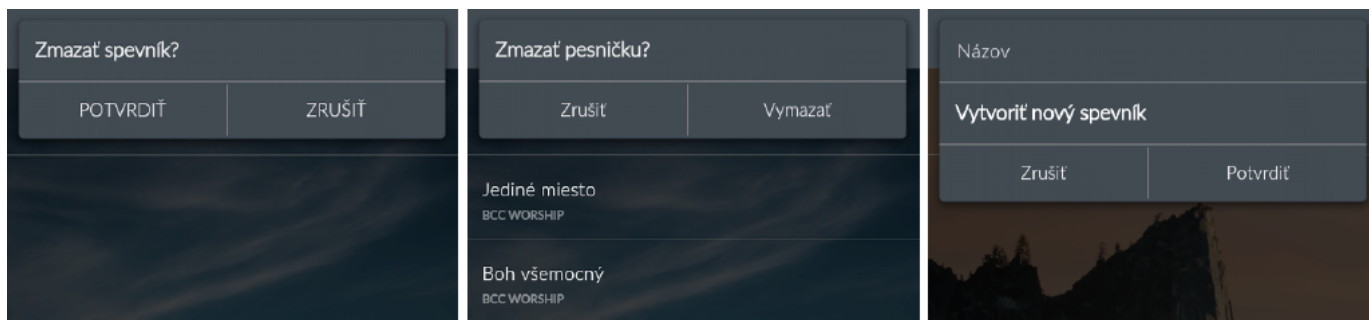 Zmazať spevník?
POTVRDIŤ
ZRUŠIŤ
Zmazať pesničku?
Zrušiť
Vymazať
Jediné miesto
BCC WORSHIP
Boh všemocný
BCC WORSHIP
Názov
Vytvoriť nový spevník
Zrušiť
Potvrdiť